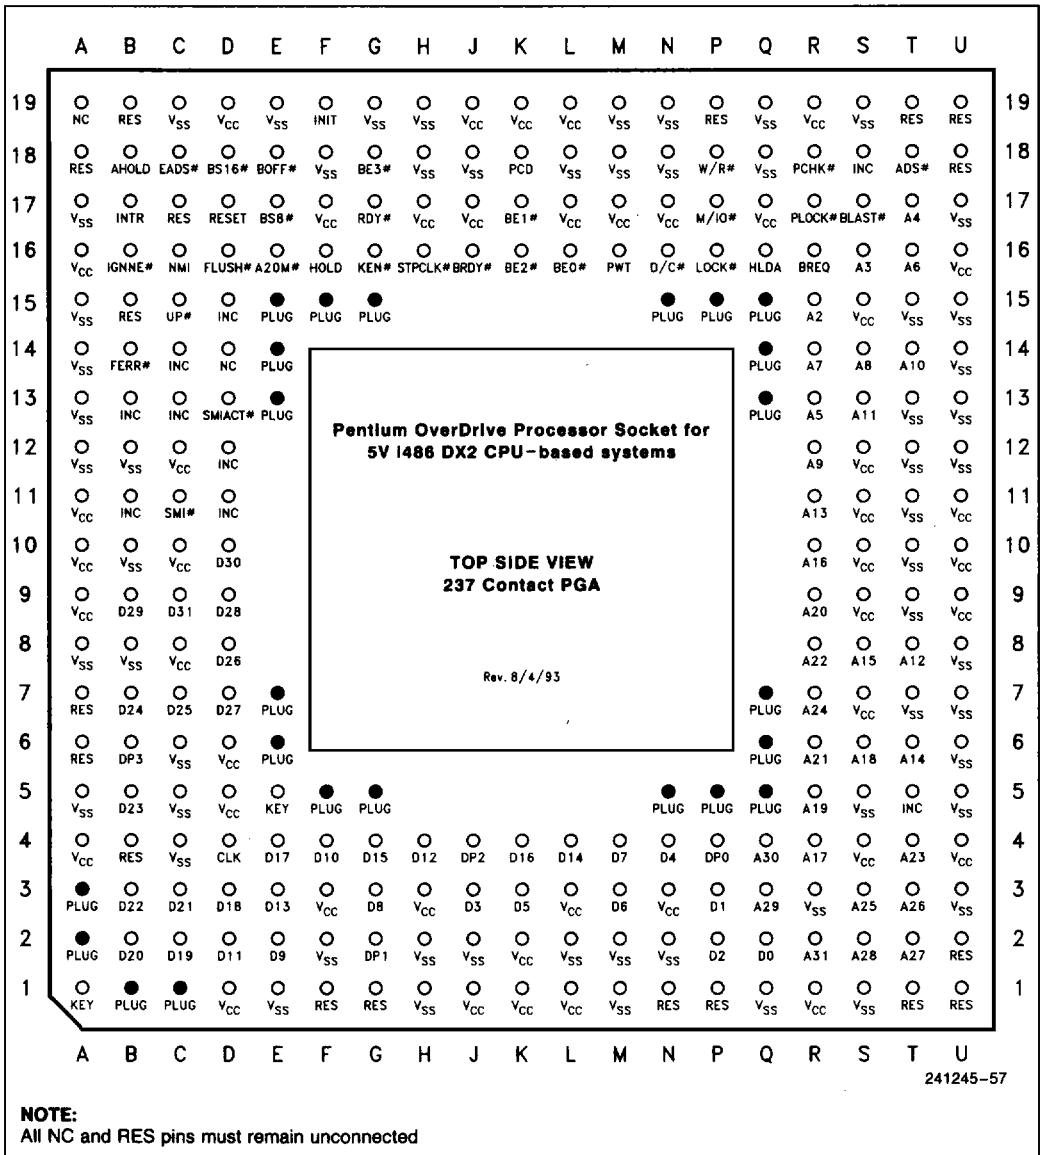 A B C D E F G H J K L M N P Q R S T U
19 NC RES VSS VCC VSS INIT VSS VSS VCC VCC VCC VSS VSS RES VSS VCC VSS RES RES 19
18 RES AHOLD EADS# BS16# BOFF# VSS BE3# VSS VSS PCD VSS VSS VSS W/R# VSS PCHK# INC ADS# RES 18
17 VSS INTR RES RESET BS8# VCC RDY# VCC VCC BE1# VCC VCC VCC M/IO# VCC PLOCK# BLAST# A4 VSS 17
16 VCC IGNNE# NMI FLUSH# A20M# HOLD KEN# STPCLK# BRDY# BE2# BE0# PWT D/C# LOCK# HLDA BREQ A3 A6 VCC 16
15 VSS RES UP# INC PLUG PLUG PLUG PLUG PLUG PLUG A2 VCC VSS VSS 15
14 VSS FERR# INC NC PLUG PLUG A7 A8 A10 VSS 14
13 VSS INC INC SMIACT# PLUG PLUG A5 A11 VSS VSS 13
Pentium OverDrive Processor Socket for
5V i486 DX2 CPU-based systems
12 VSS VSS VCC INC A9 VCC VSS VSS 12
11 VCC INC SMI# INC A13 VCC VSS VCC 11
10 VCC VSS VCC D30 A16 VCC VSS VCC 10
TOP SIDE VIEW
237 Contact PGA
9 VCC D29 D31 D28 A20 VCC VSS VCC 9
8 VSS VSS VCC D26 A22 A15 A12 VSS 8
Rev. 8/4/93
7 RES D24 D25 D27 PLUG PLUG A24 VCC VSS VSS 7
6 RES DP3 VSS VCC PLUG PLUG A21 A18 A14 VSS 6
5 VSS D23 VSS VCC KEY PLUG PLUG PLUG PLUG PLUG A19 VSS INC VSS 5
4 VCC RES VSS CLK D17 D10 D15 D12 DP2 D16 D14 D7 D4 DP0 A30 A17 VCC A23 VCC 4
3 PLUG D22 D21 D18 D13 VCC D8 VCC D3 D5 VCC D6 VCC D1 A29 VSS A25 A26 VSS 3
2 PLUG D20 D19 D11 D9 VSS DP1 VSS VSS VCC VSS VSS VSS D2 D0 A31 A28 A27 RES 2
1 KEY PLUG PLUG VCC VSS RES RES VSS VCC VCC VCC VSS RES RES VSS VCC VSS RES RES 1
A B C D E F G H J K L M N P Q R S T U
241245-57
NOTE:
All NC and RES pins must remain unconnected